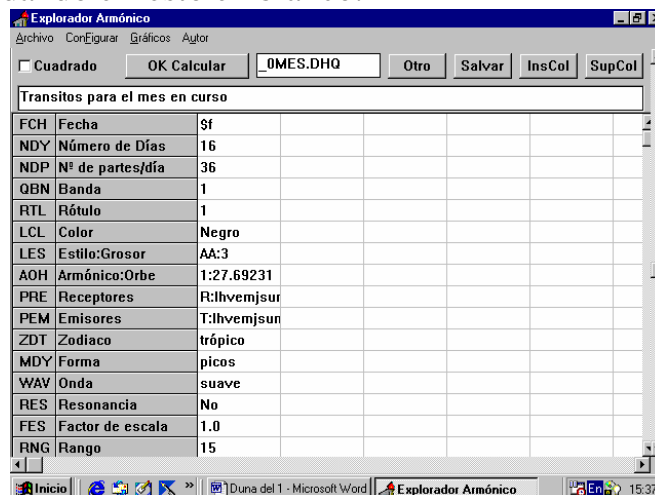 Explorador Armónico
Archivo ConFigurar Gráficos Autor
Cuadrado OK Calcular _0MES.DHQ Otro Salvar InsCol SupCol
Transitos para el mes en curso
FCH Fecha $f
NDY Número de Días 16
NDP Nº de partes/día 36
QBN Banda 1
RTL Rótulo 1
LCL Color Negro
LES Estilo:Grosor AA:3
AOH Armónico:Orbe 1:27.69231
PRE Receptores R:lhvemjsur
PEM Emisores T:lhvemjsun
ZDT Zodiaco trópico
MDY Forma picos
WAV Onda suave
RES Resonancia No
FES Factor de escala 1.0
RNG Rango 15
Inicio » Duna del 1 - Microsoft Word Explorador Armónico En 15:37